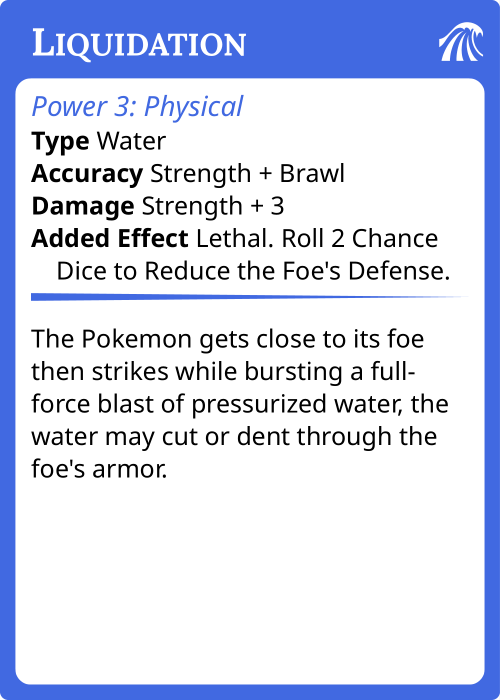 LIQUIDATION
Power 3: Physical
Type Water
Accuracy Strength + Brawl
Damage Strength + 3
Added Effect Lethal. Roll 2 Chance
Dice to Reduce the Foe's Defense.
The Pokemon gets close to its foe
then strikes while bursting a full-
force blast of pressurized water, the
water may cut or dent through the
foe's armor.